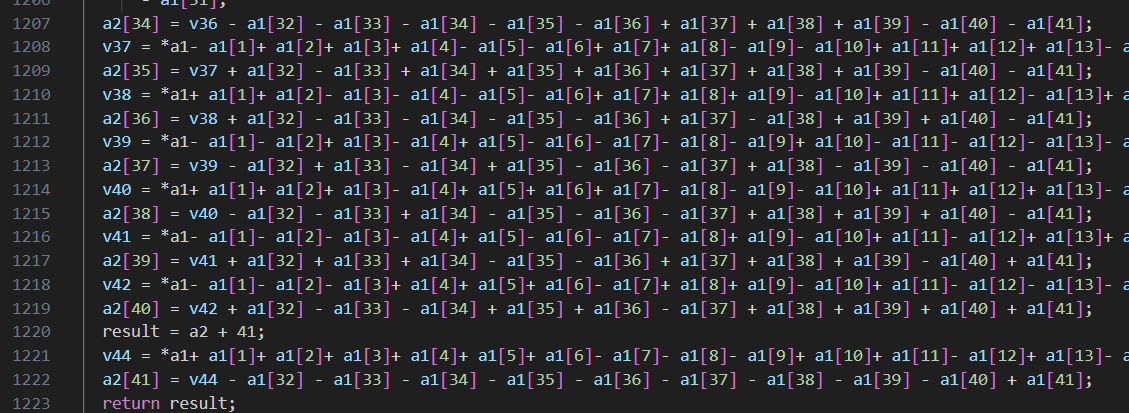 1206 - a1[31];
1207 a2[34] = v36 - a1[32] - a1[33] - a1[34] - a1[35] - a1[36] + a1[37] + a1[38] + a1[39] - a1[40] - a1[41];
1208 v37 = *a1- a1[1]+ a1[2]+ a1[3]+ a1[4]- a1[5]- a1[6]+ a1[7]+ a1[8]- a1[9]- a1[10]+ a1[11]+ a1[12]+ a1[13]- a
1209 a2[35] = v37 + a1[32] - a1[33] + a1[34] + a1[35] + a1[36] + a1[37] + a1[38] + a1[39] - a1[40] - a1[41];
1210 v38 = *a1+ a1[1]+ a1[2]- a1[3]- a1[4]- a1[5]- a1[6]+ a1[7]+ a1[8]+ a1[9]- a1[10]+ a1[11]+ a1[12]- a1[13]+ a
1211 a2[36] = v38 + a1[32] - a1[33] - a1[34] - a1[35] - a1[36] + a1[37] - a1[38] + a1[39] + a1[40] - a1[41];
1212 v39 = *a1- a1[1]- a1[2]+ a1[3]- a1[4]+ a1[5]- a1[6]- a1[7]- a1[8]- a1[9]+ a1[10]- a1[11]- a1[12]- a1[13]- a
1213 a2[37] = v39 - a1[32] + a1[33] - a1[34] + a1[35] - a1[36] - a1[37] + a1[38] - a1[39] - a1[40] - a1[41];
1214 v40 = *a1+ a1[1]+ a1[2]+ a1[3]- a1[4]+ a1[5]+ a1[6]+ a1[7]- a1[8]- a1[9]- a1[10]+ a1[11]+ a1[12]+ a1[13]- a
1215 a2[38] = v40 - a1[32] - a1[33] + a1[34] - a1[35] - a1[36] - a1[37] + a1[38] + a1[39] + a1[40] - a1[41];
1216 v41 = *a1- a1[1]- a1[2]- a1[3]- a1[4]+ a1[5]- a1[6]- a1[7]- a1[8]+ a1[9]- a1[10]+ a1[11]- a1[12]+ a1[13]+ a
1217 a2[39] = v41 + a1[32] + a1[33] + a1[34] - a1[35] - a1[36] + a1[37] + a1[38] + a1[39] - a1[40] + a1[41];
1218 v42 = *a1- a1[1]- a1[2]- a1[3]+ a1[4]+ a1[5]+ a1[6]- a1[7]+ a1[8]+ a1[9]- a1[10]+ a1[11]- a1[12]- a1[13]- a
1219 a2[40] = v42 + a1[32] - a1[33] - a1[34] + a1[35] + a1[36] - a1[37] + a1[38] + a1[39] + a1[40] + a1[41];
1220 result = a2 + 41;
1221 v44 = *a1+ a1[1]+ a1[2]+ a1[3]+ a1[4]+ a1[5]+ a1[6]- a1[7]- a1[8]- a1[9]+ a1[10]+ a1[11]- a1[12]+ a1[13]- a
1222 a2[41] = v44 - a1[32] - a1[33] - a1[34] - a1[35] - a1[36] - a1[37] - a1[38] - a1[39] - a1[40] + a1[41];
1223 return result;